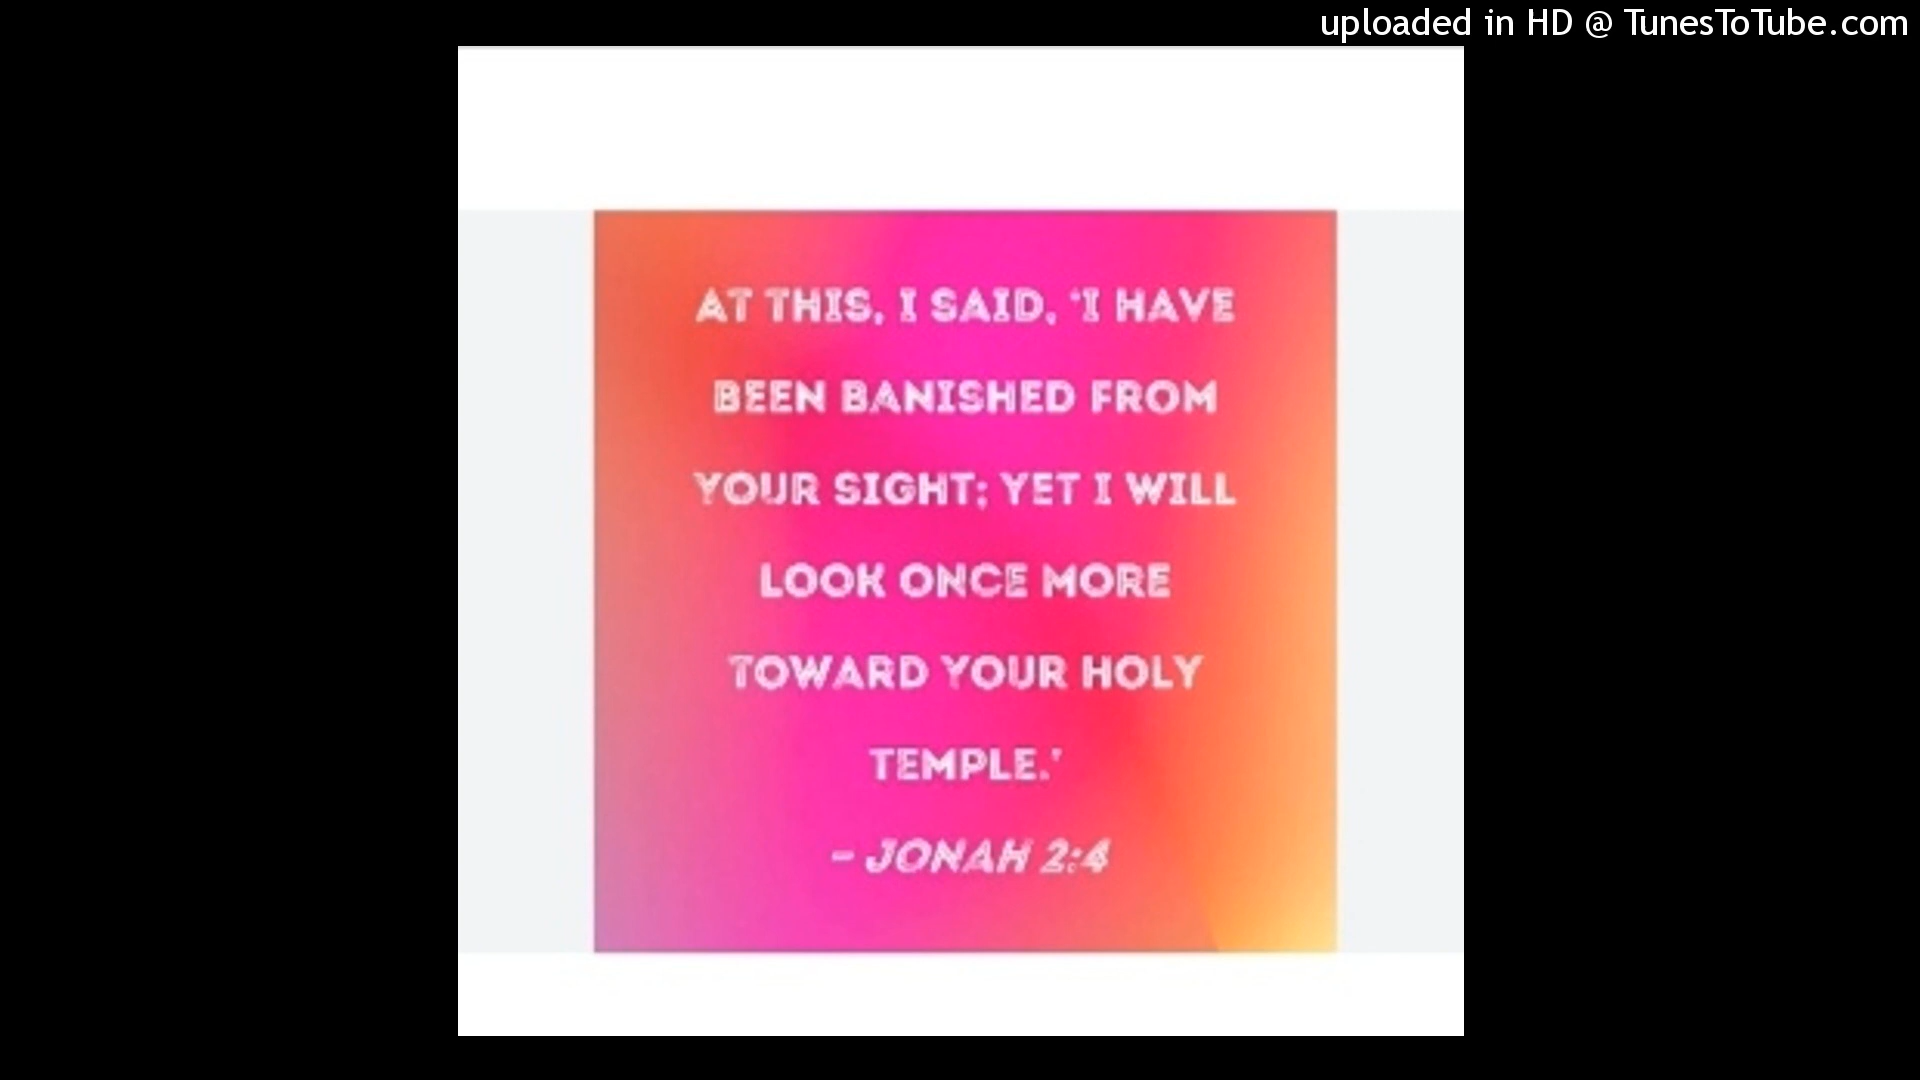 uploaded in HD @ TunesToTube.com
AT THIS, I SAID, ‘I HAVE
BEEN BANISHED FROM
YOUR SIGHT; YET I WILL
LOOK ONCE MORE
TOWARD YOUR HOLY
TEMPLE.’
– JONAH 2:4